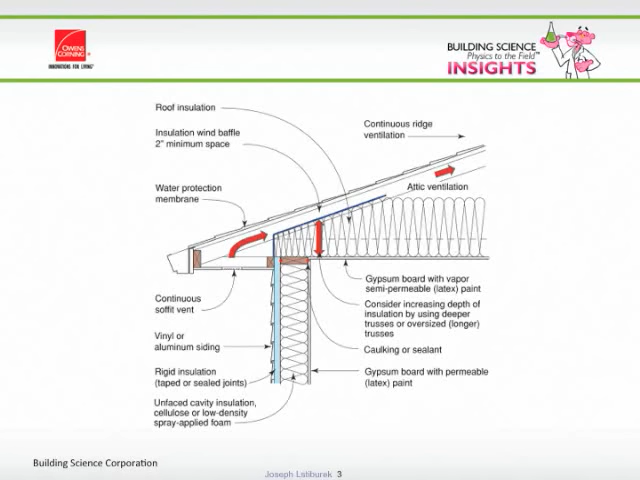 OWENS
CORNING
INNOVATIONS FOR LIVING
BUILDING SCIENCE
Physics to the Field™
INSIGHTS
Roof insulation
Insulation wind baffle
2" minimum space
Continuous ridge
ventilation
Water protection
membrane
Attic ventilation
Gypsum board with vapor
semi-permeable (latex) paint
Continuous
soffit vent
Consider increasing depth of
insulation by using deeper
trusses or oversized (longer)
trusses
Vinyl or
aluminum siding
Caulking or sealant
Rigid insulation
(taped or sealed joints)
Gypsum board with permeable
(latex) paint
Unfaced cavity insulation,
cellulose or low-density
spray-applied foam
Building Science Corporation
Joseph Lstiburek 3